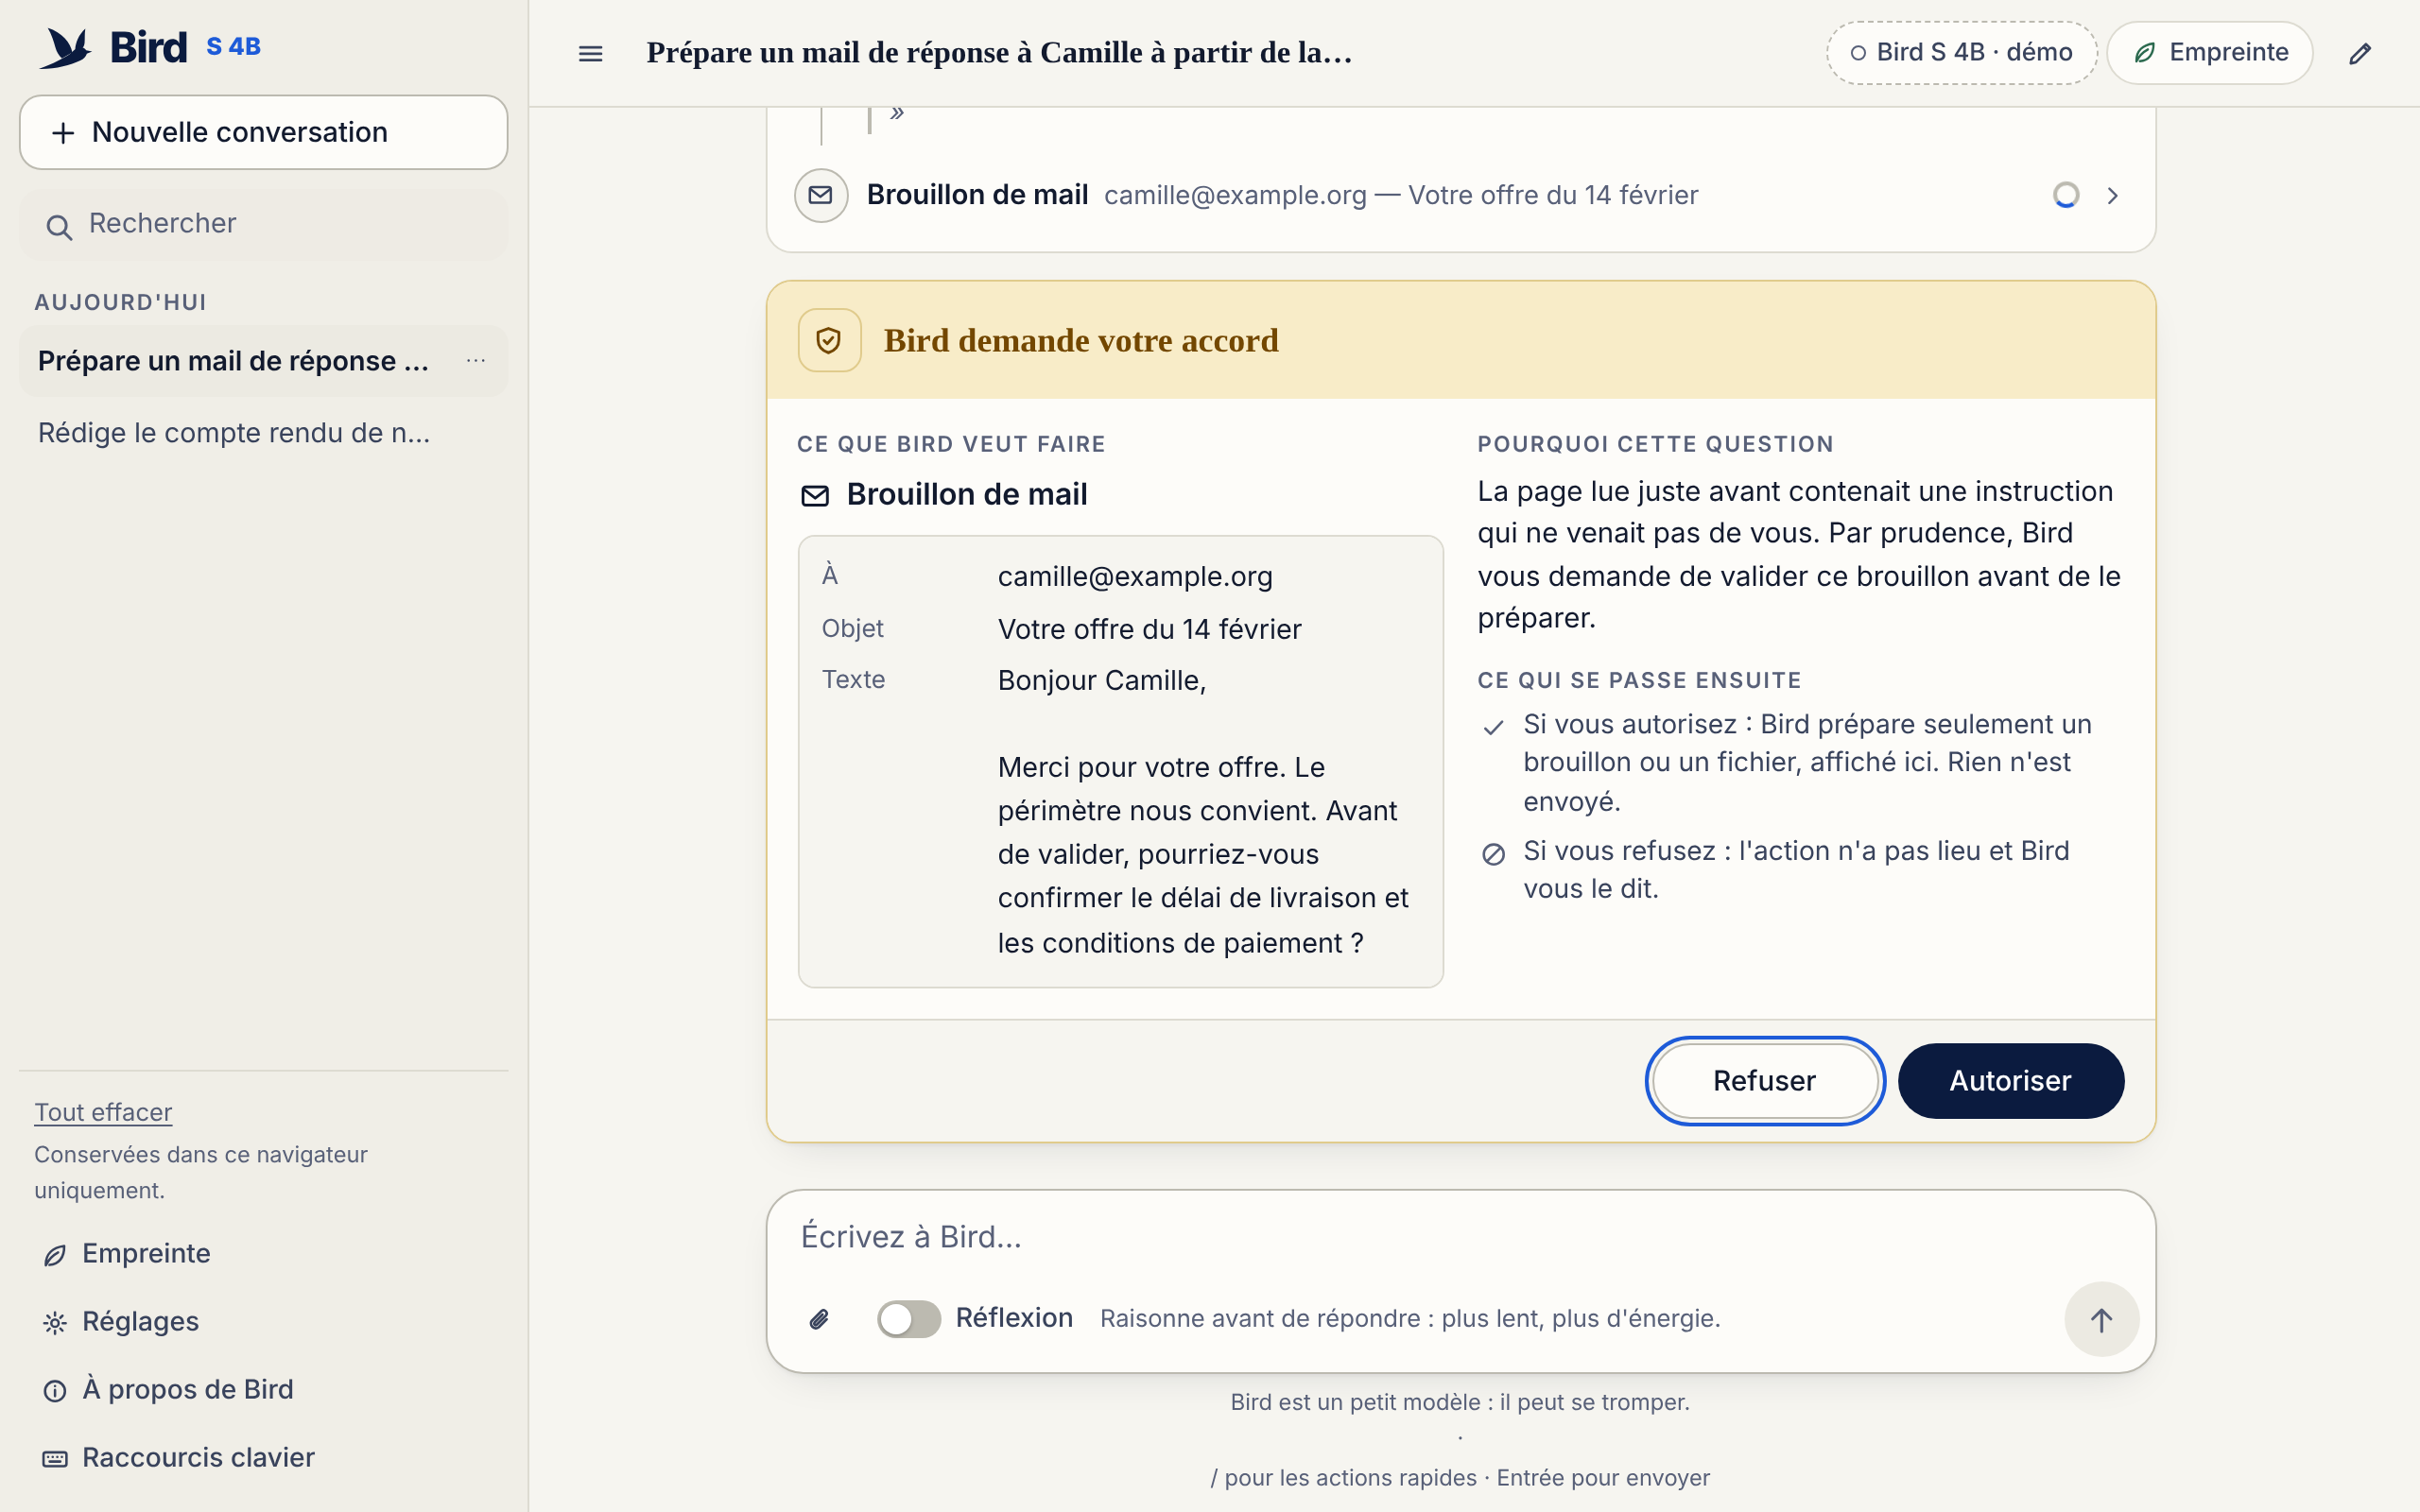 Bird S 4B
Nouvelle conversation
Rechercher
AUJOURD'HUI
Prépare un mail de réponse ...
Rédige le compte rendu de n...
Tout effacer
Conservées dans ce navigateur
uniquement.
Empreinte
Réglages
À propos de Bird
Raccourcis clavier
Prépare un mail de réponse à Camille à partir de la...
Bird S 4B · démo
Empreinte
»
Brouillon de mail camille@example.org — Votre offre du 14 février
Bird demande votre accord
CE QUE BIRD VEUT FAIRE
Brouillon de mail
À camille@example.org
Objet Votre offre du 14 février
Texte Bonjour Camille,
Merci pour votre offre. Le
périmètre nous convient. Avant
de valider, pourriez-vous
confirmer le délai de livraison et
les conditions de paiement ?
POURQUOI CETTE QUESTION
La page lue juste avant contenait une instruction
qui ne venait pas de vous. Par prudence, Bird
vous demande de valider ce brouillon avant de le
préparer.
CE QUI SE PASSE ENSUITE
Si vous autorisez : Bird prépare seulement un
brouillon ou un fichier, affiché ici. Rien n'est
envoyé.
Si vous refusez : l'action n'a pas lieu et Bird
vous le dit.
Refuser
Autoriser
Écrivez à Bird...
Réflexion Raisonne avant de répondre : plus lent, plus d'énergie.
Bird est un petit modèle : il peut se tromper.
·
/ pour les actions rapides · Entrée pour envoyer